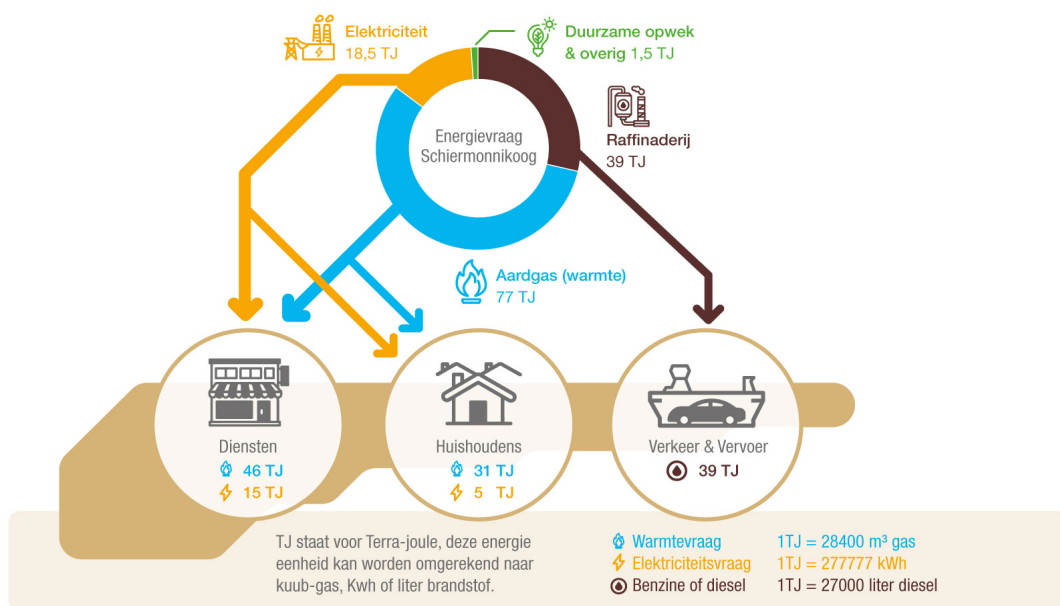 Elektriciteit
18,5 TJ
Duurzame opwek
& overig 1,5 TJ
Energievraag
Schiermonnikoog
Raffinaderij
39 TJ
Aardgas (warmte)
77 TJ
Diensten
46 TJ
15 TJ
Huishoudens
31 TJ
5 TJ
Verkeer & Vervoer
39 TJ
TJ staat voor Terra-joule, deze energie
eenheid kan worden omgerekend naar
kuub-gas, Kwh of liter brandstof.
Warmtevraag 1TJ = 28400 m³ gas
Elektriciteitsvraag 1TJ = 277777 kWh
Benzine of diesel 1TJ = 27000 liter diesel